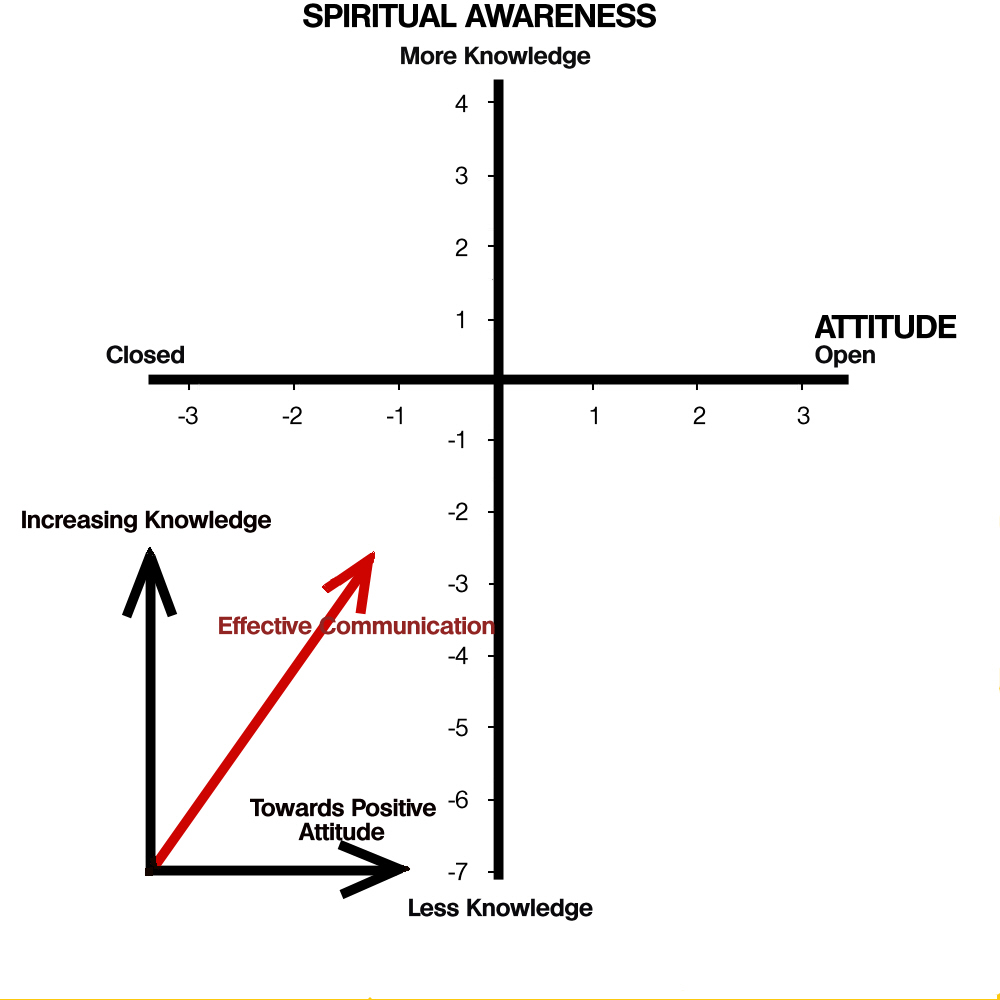 SPIRITUAL AWARENESS
More Knowledge
4
3
2
1
ATTITUDE
Closed
Open
-3 -2 -1 1 2 3
-1
-2
Increasing Knowledge
-3
Effective Communication
-4
-5
-6
Towards Positive
Attitude
-7
Less Knowledge